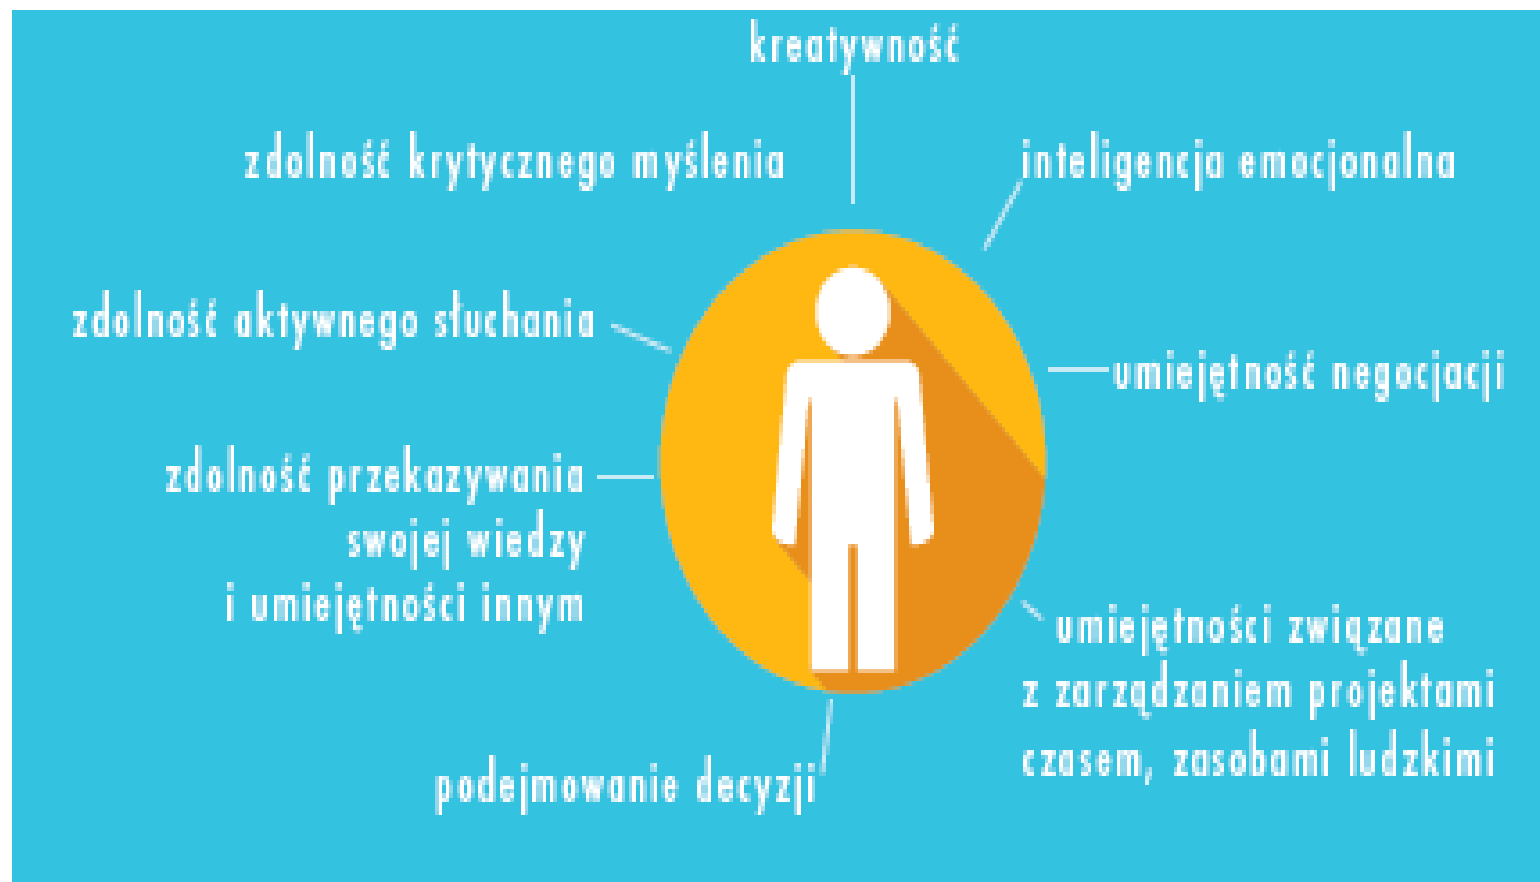 kreatywność
zdolność krytycznego myślenia
inteligencja emocjonalna
zdolność aktywnego słuchania
umiejętność negocjacji
zdolność przekazywania
swojej wiedzy
i umiejętności innym
umiejętności związane
z zarządzaniem projektami
czasem, zasobami ludzkimi
podejmowanie decyzji